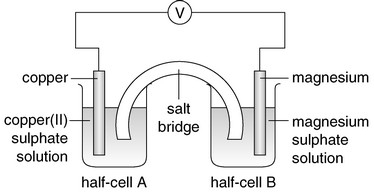 V
copper
magnesium
copper(II)
sulphate
solution
salt
bridge
magnesium
sulphate
solution
half-cell A
half-cell B